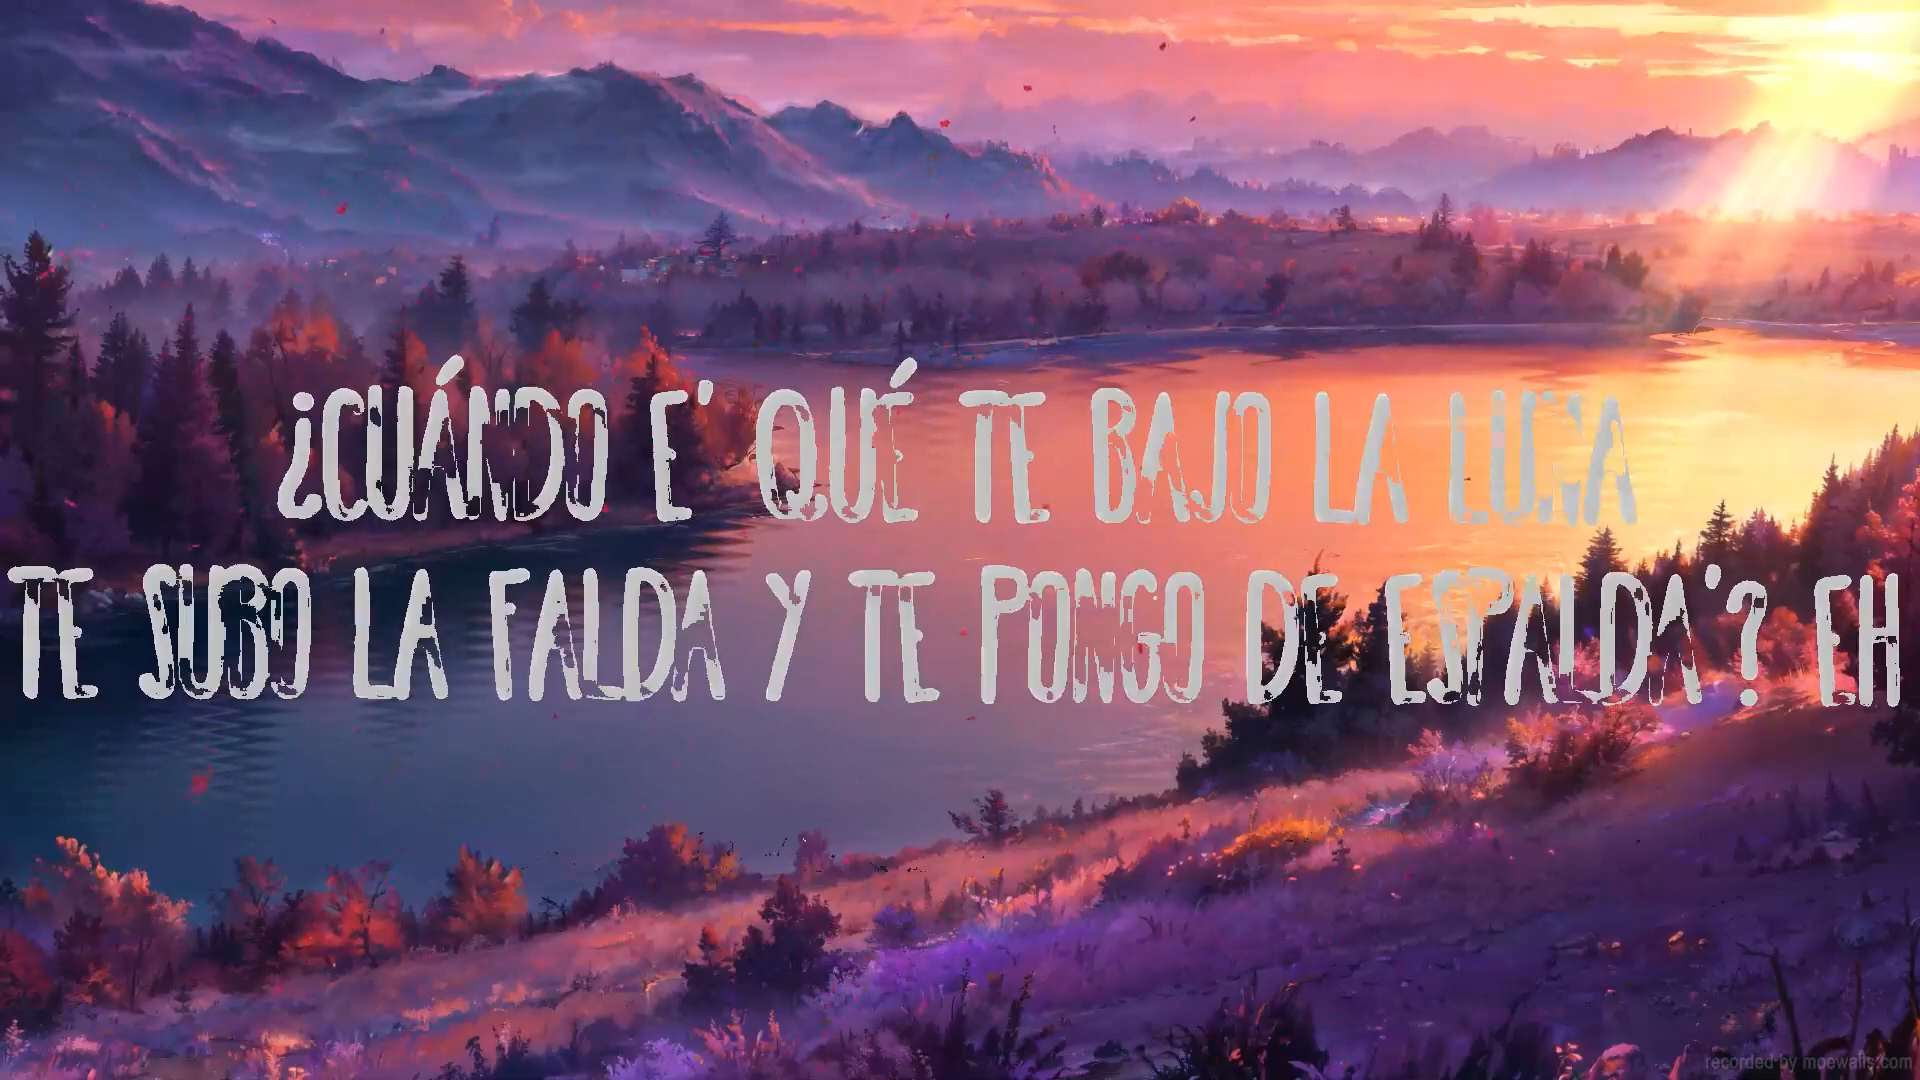 ¿CUÁNDO E' QUÉ TE BAJO LA LUNA
TE SUBO LA FALDA Y TE PONGO DE ESPALDA'? EH
recorded by moewalls.com